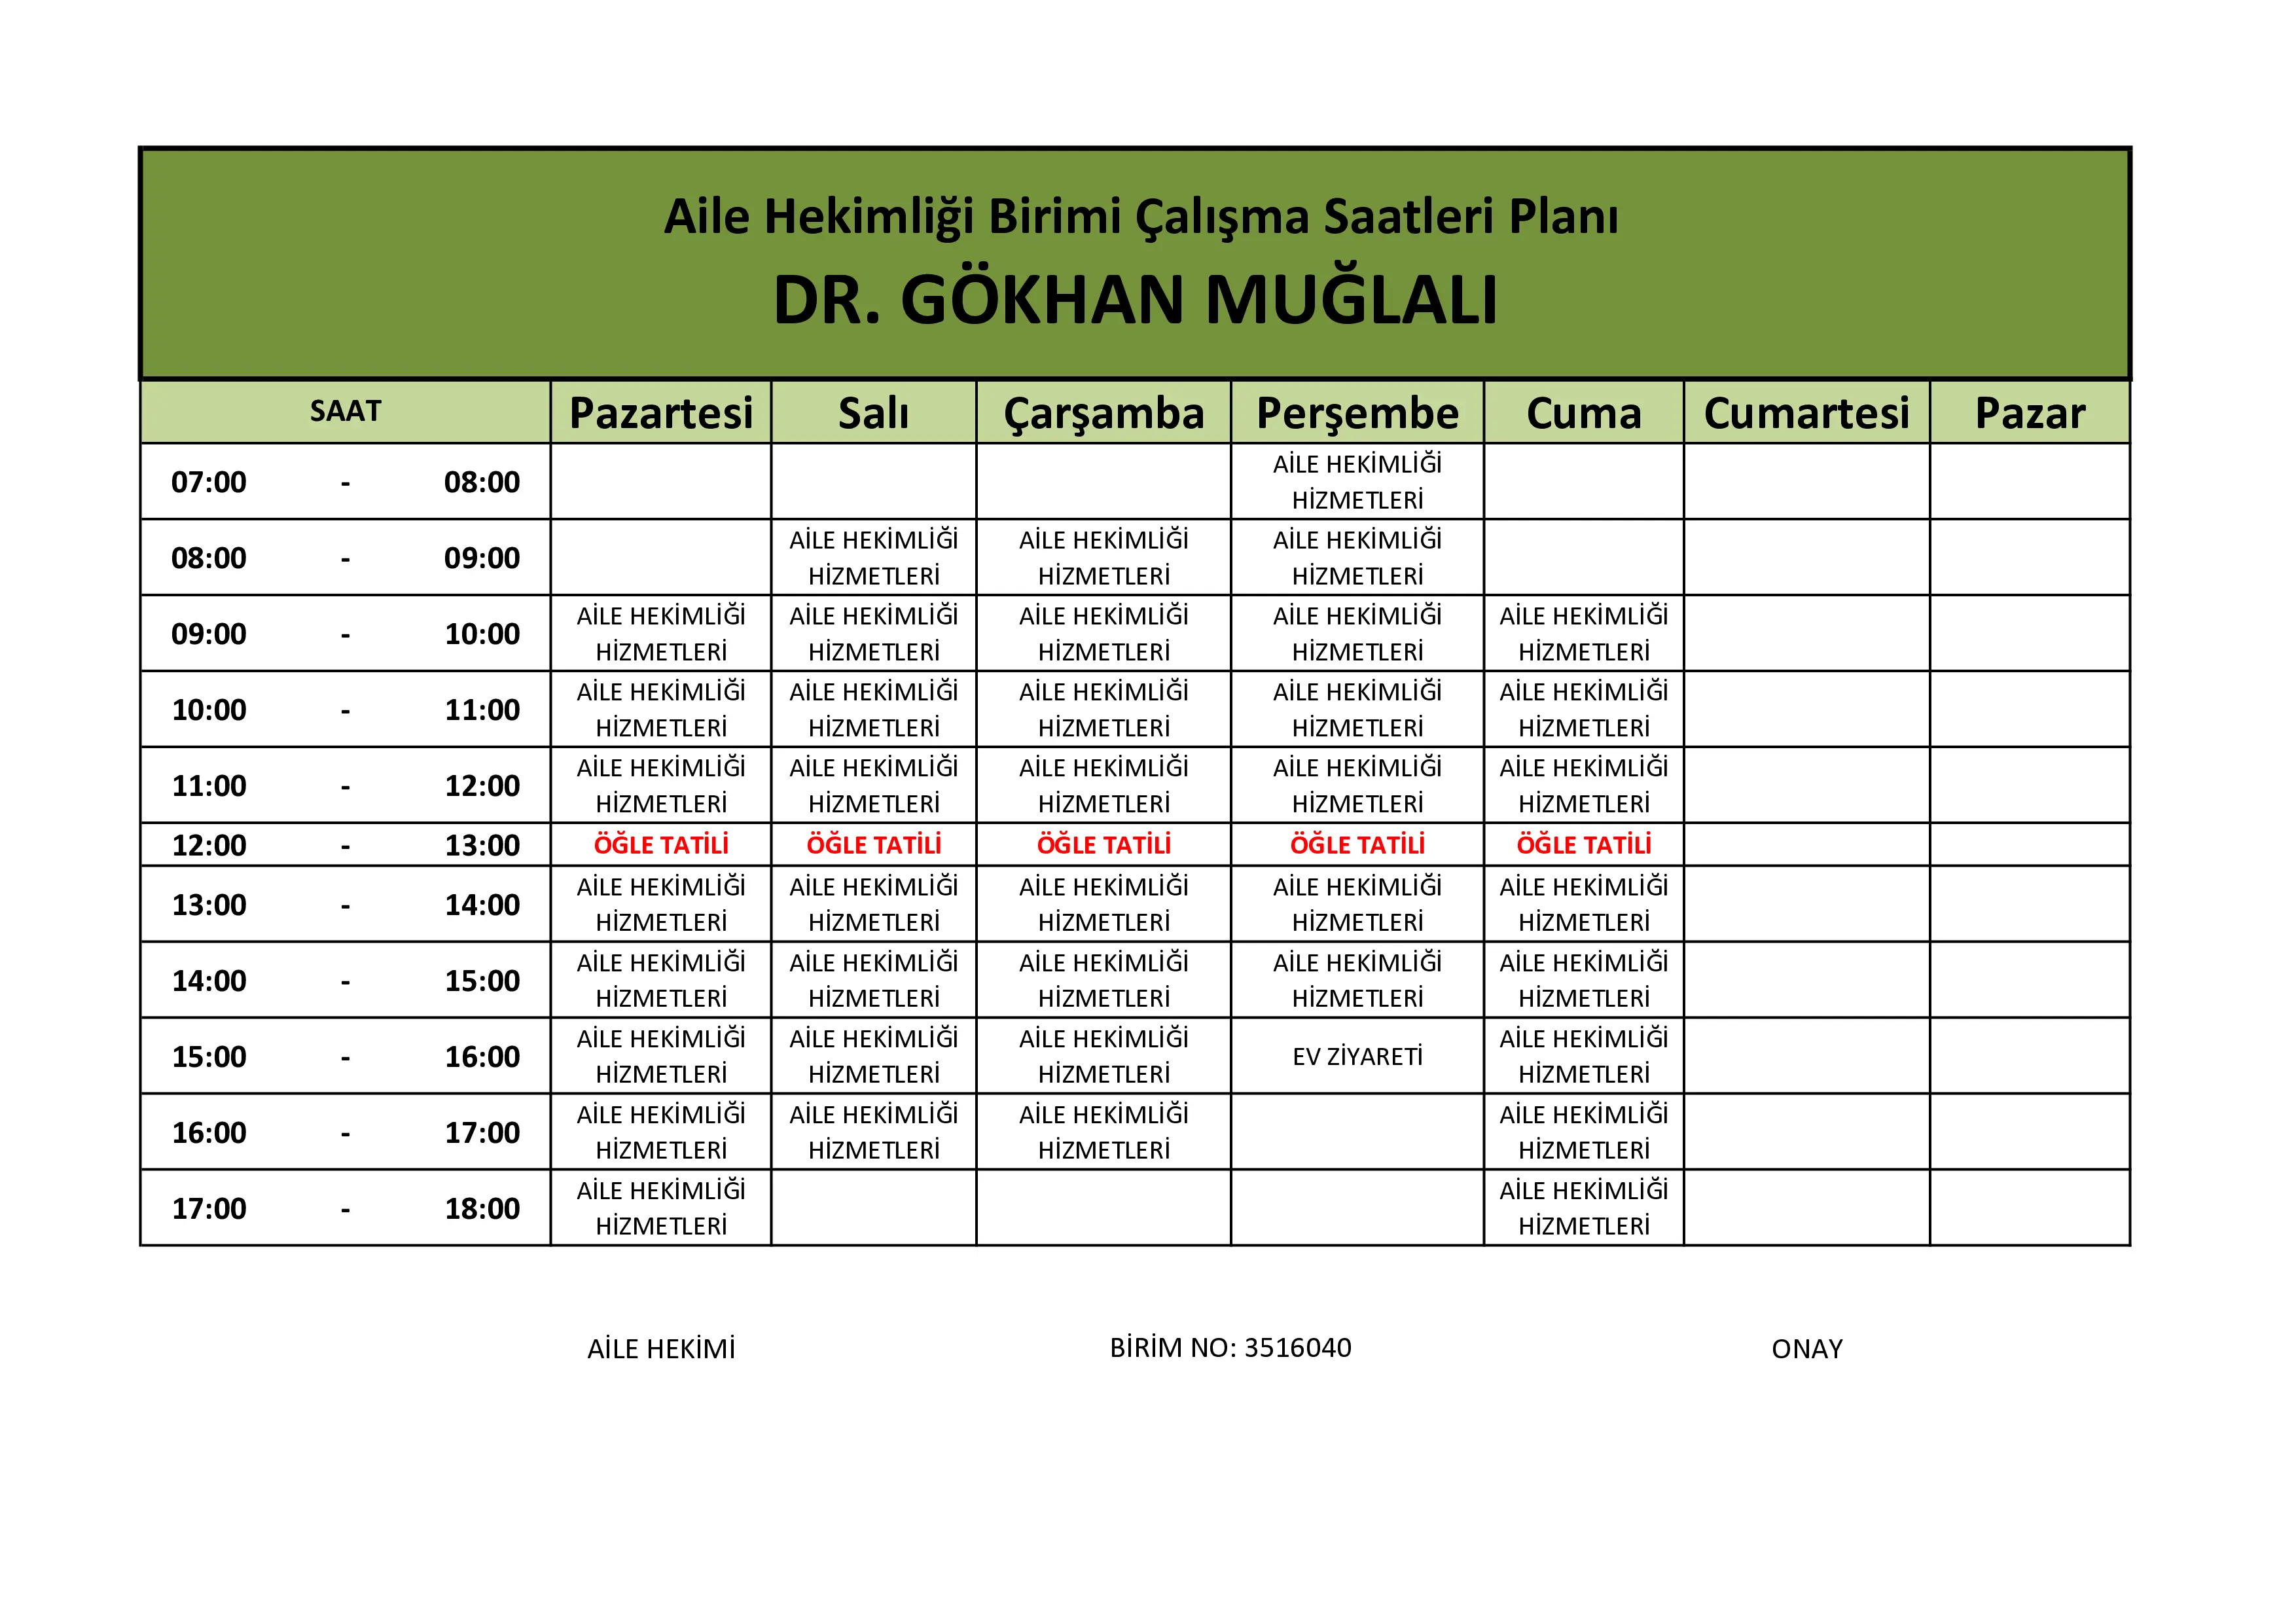 Aile Hekimliği Birimi Çalışma Saatleri Planı
DR. GÖKHAN MUĞLALI
SAAT Pazartesi Salı Çarşamba Perşembe Cuma Cumartesi Pazar
07:00 - 08:00 AİLE HEKİMLİĞİ HİZMETLERİ
08:00 - 09:00 AİLE HEKİMLİĞİ HİZMETLERİ AİLE HEKİMLİĞİ HİZMETLERİ AİLE HEKİMLİĞİ HİZMETLERİ
09:00 - 10:00 AİLE HEKİMLİĞİ HİZMETLERİ AİLE HEKİMLİĞİ HİZMETLERİ AİLE HEKİMLİĞİ HİZMETLERİ AİLE HEKİMLİĞİ HİZMETLERİ AİLE HEKİMLİĞİ HİZMETLERİ
10:00 - 11:00 AİLE HEKİMLİĞİ HİZMETLERİ AİLE HEKİMLİĞİ HİZMETLERİ AİLE HEKİMLİĞİ HİZMETLERİ AİLE HEKİMLİĞİ HİZMETLERİ AİLE HEKİMLİĞİ HİZMETLERİ
11:00 - 12:00 AİLE HEKİMLİĞİ HİZMETLERİ AİLE HEKİMLİĞİ HİZMETLERİ AİLE HEKİMLİĞİ HİZMETLERİ AİLE HEKİMLİĞİ HİZMETLERİ AİLE HEKİMLİĞİ HİZMETLERİ
12:00 - 13:00 ÖĞLE TATİLİ ÖĞLE TATİLİ ÖĞLE TATİLİ ÖĞLE TATİLİ ÖĞLE TATİLİ
13:00 - 14:00 AİLE HEKİMLİĞİ HİZMETLERİ AİLE HEKİMLİĞİ HİZMETLERİ AİLE HEKİMLİĞİ HİZMETLERİ AİLE HEKİMLİĞİ HİZMETLERİ AİLE HEKİMLİĞİ HİZMETLERİ
14:00 - 15:00 AİLE HEKİMLİĞİ HİZMETLERİ AİLE HEKİMLİĞİ HİZMETLERİ AİLE HEKİMLİĞİ HİZMETLERİ AİLE HEKİMLİĞİ HİZMETLERİ AİLE HEKİMLİĞİ HİZMETLERİ
15:00 - 16:00 AİLE HEKİMLİĞİ HİZMETLERİ AİLE HEKİMLİĞİ HİZMETLERİ AİLE HEKİMLİĞİ HİZMETLERİ EV ZİYARETİ AİLE HEKİMLİĞİ HİZMETLERİ
16:00 - 17:00 AİLE HEKİMLİĞİ HİZMETLERİ AİLE HEKİMLİĞİ HİZMETLERİ AİLE HEKİMLİĞİ HİZMETLERİ AİLE HEKİMLİĞİ HİZMETLERİ
17:00 - 18:00 AİLE HEKİMLİĞİ HİZMETLERİ AİLE HEKİMLİĞİ HİZMETLERİ
AİLE HEKİMİ BİRİM NO: 3516040 ONAY